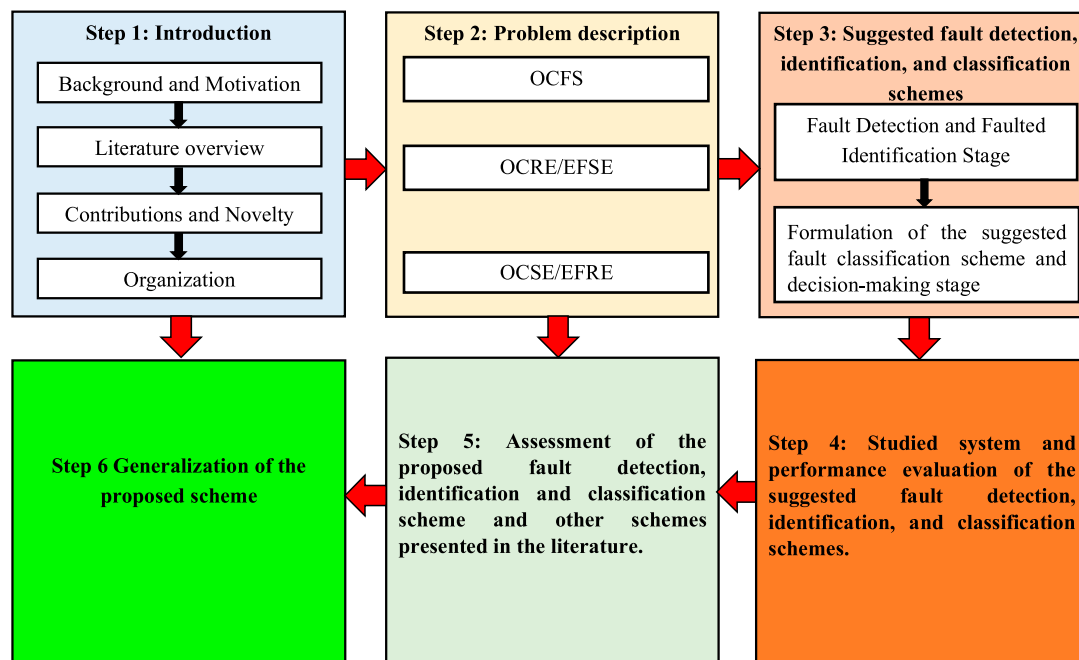 Step 1: Introduction
Background and Motivation
Literature overview
Contributions and Novelty
Organization
Step 2: Problem description
OCFS
OCRE/EFSE
OCSE/EFRE
Step 3: Suggested fault detection,
identification, and classification
schemes
Fault Detection and Faulted
Identification Stage
Formulation of the suggested
fault classification scheme and
decision-making stage
Step 4: Studied system and
performance evaluation of the
suggested fault detection,
identification, and classification
schemes.
Step 5: Assessment of the
proposed fault detection,
identification and classification
scheme and other schemes
presented in the literature.
Step 6 Generalization of the
proposed scheme